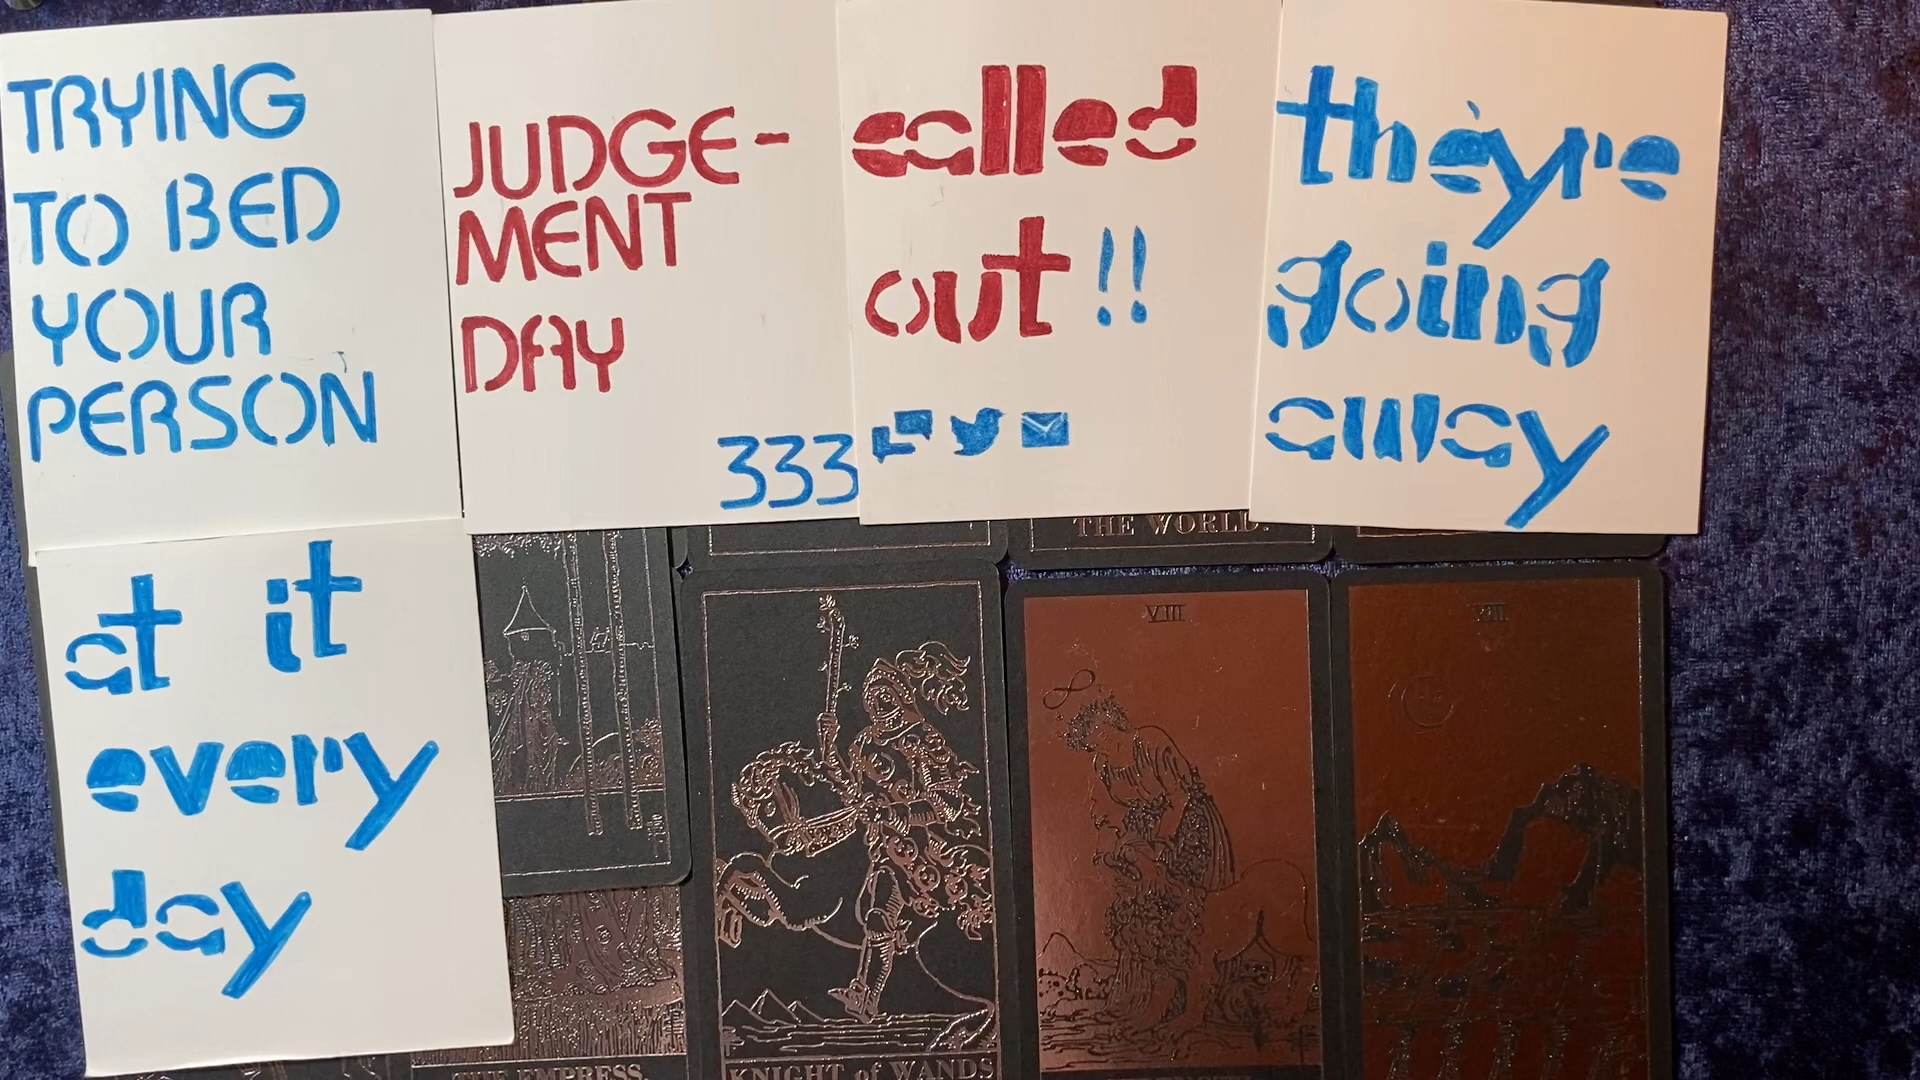 TRYING
TO BED
YOUR
PERSON
JUDGE-
MENT
DAY
333
called
out!!
they're
going
away
at it
every
day
THE WORLD.
VIII
THE EMPRESS.
KNIGHT of WANDS